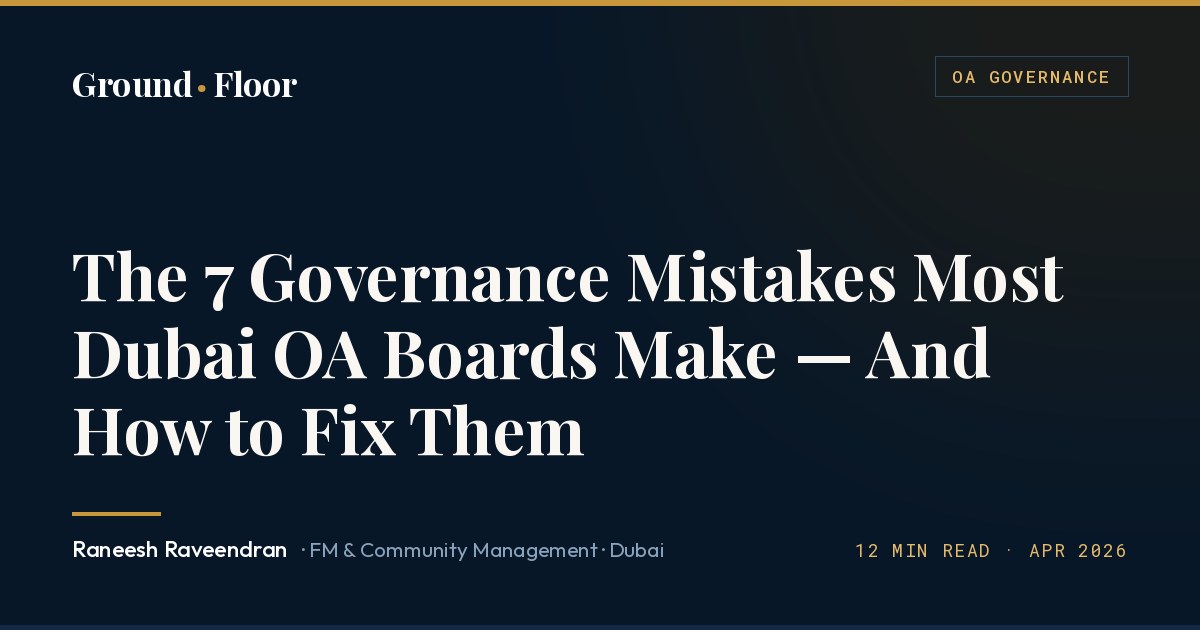 Ground • Floor
OA GOVERNANCE
The 7 Governance Mistakes Most
Dubai OA Boards Make — And
How to Fix Them
Raneesh Raveendran · FM & Community Management · Dubai
12 MIN READ · APR 2026